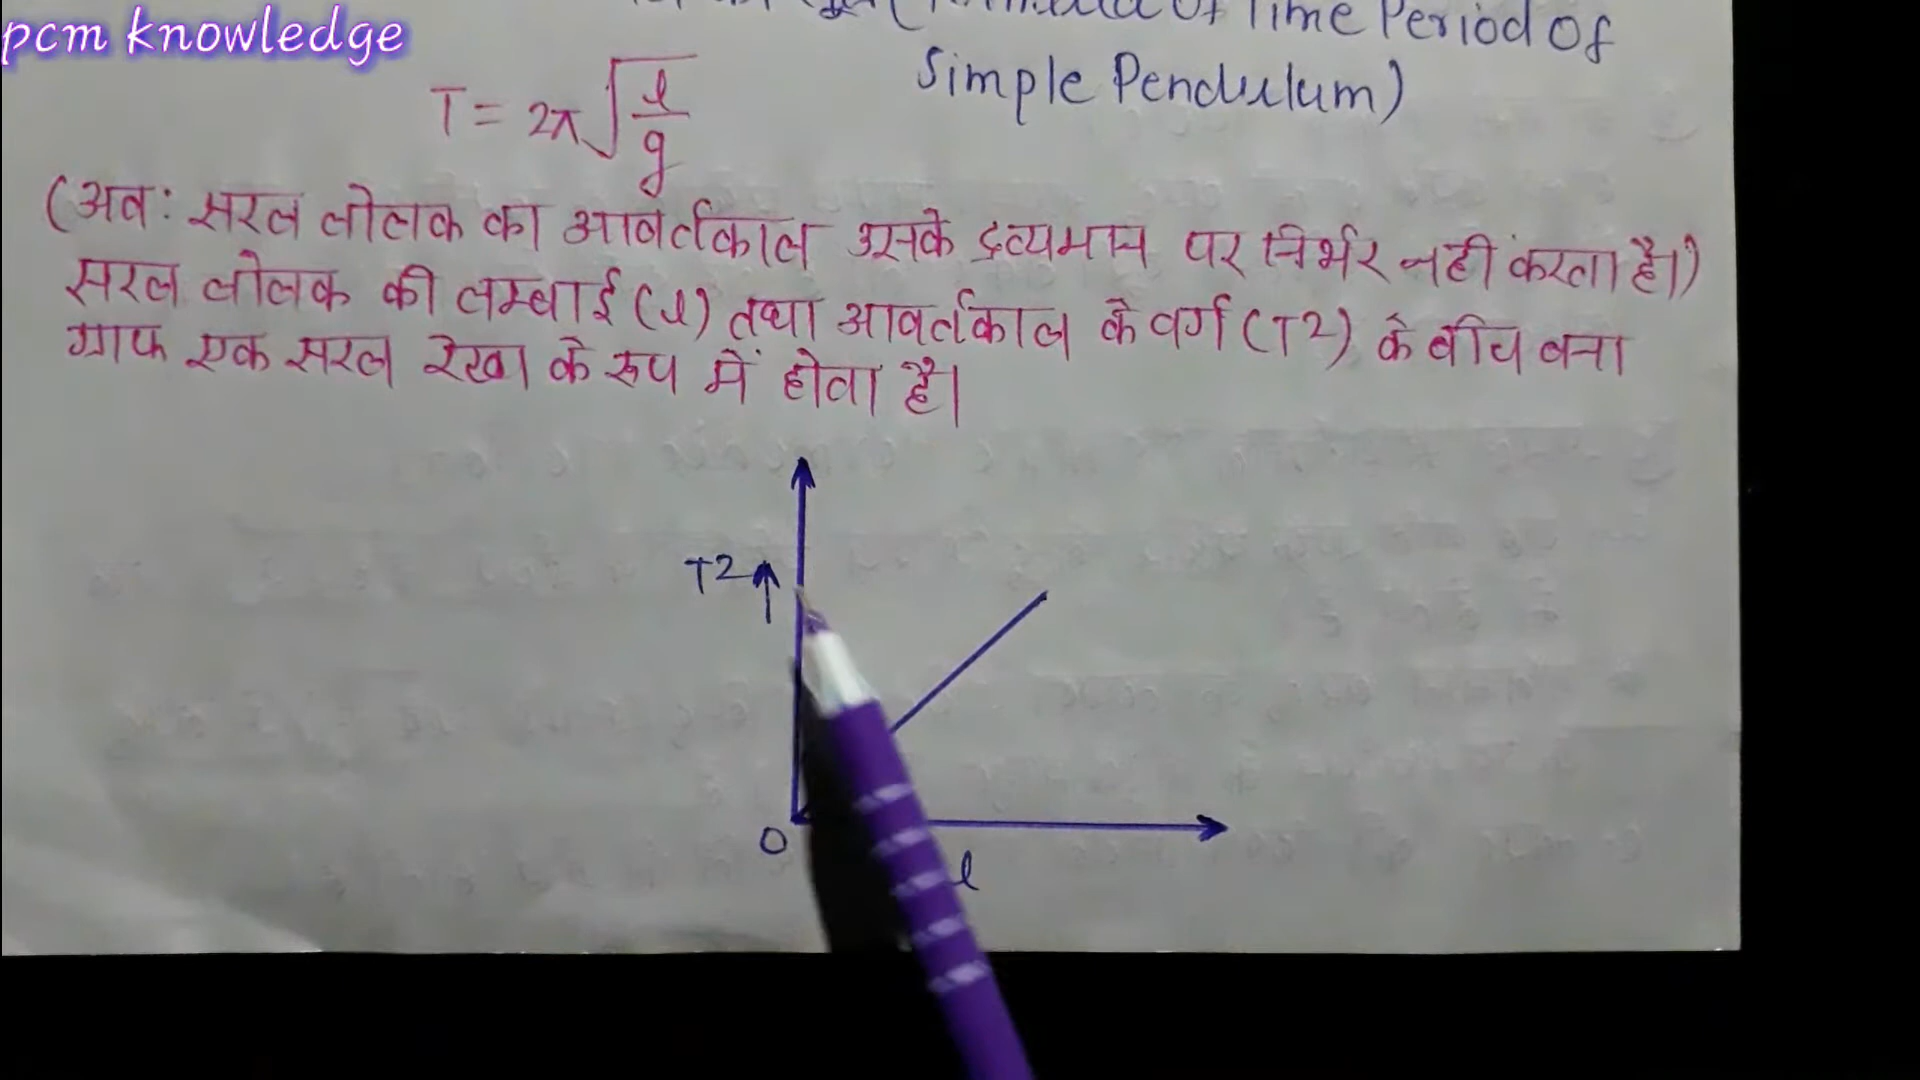 pcm knowledge
Of Time Period Of
Simple Pendulum)
T = 2π√l/g
(अतः सरल लोलक का आवर्तकाल उसके द्रव्यमान पर निर्भर नहीं करता है।)
सरल लोलक की लम्बाई (l) तथा आवर्तकाल के वर्ग (T2) के बीच बना
ग्राफ एक सरल रेखा के रूप में होता है।
T2
O
l